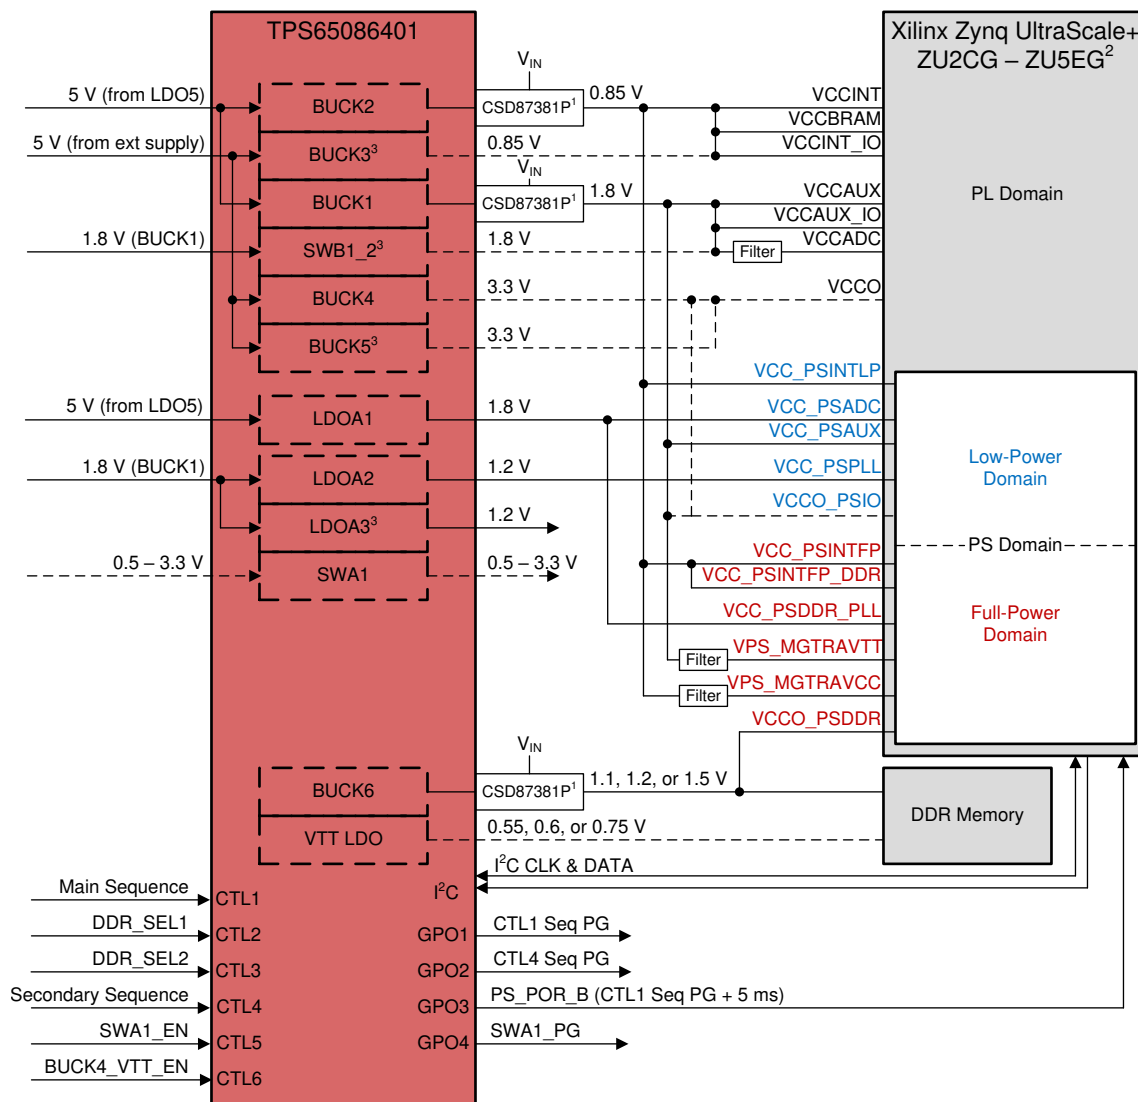 TPS65086401
Xilinx Zynq UltraScale+
ZU2CG – ZU5EG²
5 V (from LDO5)
BUCK2
V_IN
CSD87381P¹
0.85 V
VCCINT
VCCBRAM
5 V (from ext supply)
BUCK3³
0.85 V
VCCINT_IO
BUCK1
V_IN
CSD87381P¹
1.8 V
VCCAUX
PL Domain
VCCAUX_IO
1.8 V (BUCK1)
SWB1_2³
1.8 V
Filter
VCCADC
BUCK4
3.3 V
VCCO
BUCK5³
3.3 V
VCC_PSINTLP
5 V (from LDO5)
LDOA1
1.8 V
VCC_PSADC
VCC_PSAUX
1.8 V (BUCK1)
LDOA2
1.2 V
VCC_PSPLL
Low-Power
Domain
LDOA3³
1.2 V
VCCO_PSIO
PS Domain
0.5 – 3.3 V
SWA1
0.5 – 3.3 V
VCC_PSINTFP
VCC_PSINTFP_DDR
VCC_PSDDR_PLL
Full-Power
Domain
Filter
VPS_MGTRAVTT
Filter
VPS_MGTRAVCC
VCCO_PSDDR
BUCK6
V_IN
CSD87381P¹
1.1, 1.2, or 1.5 V
DDR Memory
VTT LDO
0.55, 0.6, or 0.75 V
I²C CLK & DATA
Main Sequence
CTL1
I²C
DDR_SEL1
CTL2
GPO1
CTL1 Seq PG
DDR_SEL2
CTL3
GPO2
CTL4 Seq PG
Secondary Sequence
CTL4
GPO3
PS_POR_B (CTL1 Seq PG + 5 ms)
SWA1_EN
CTL5
GPO4
SWA1_PG
BUCK4_VTT_EN
CTL6